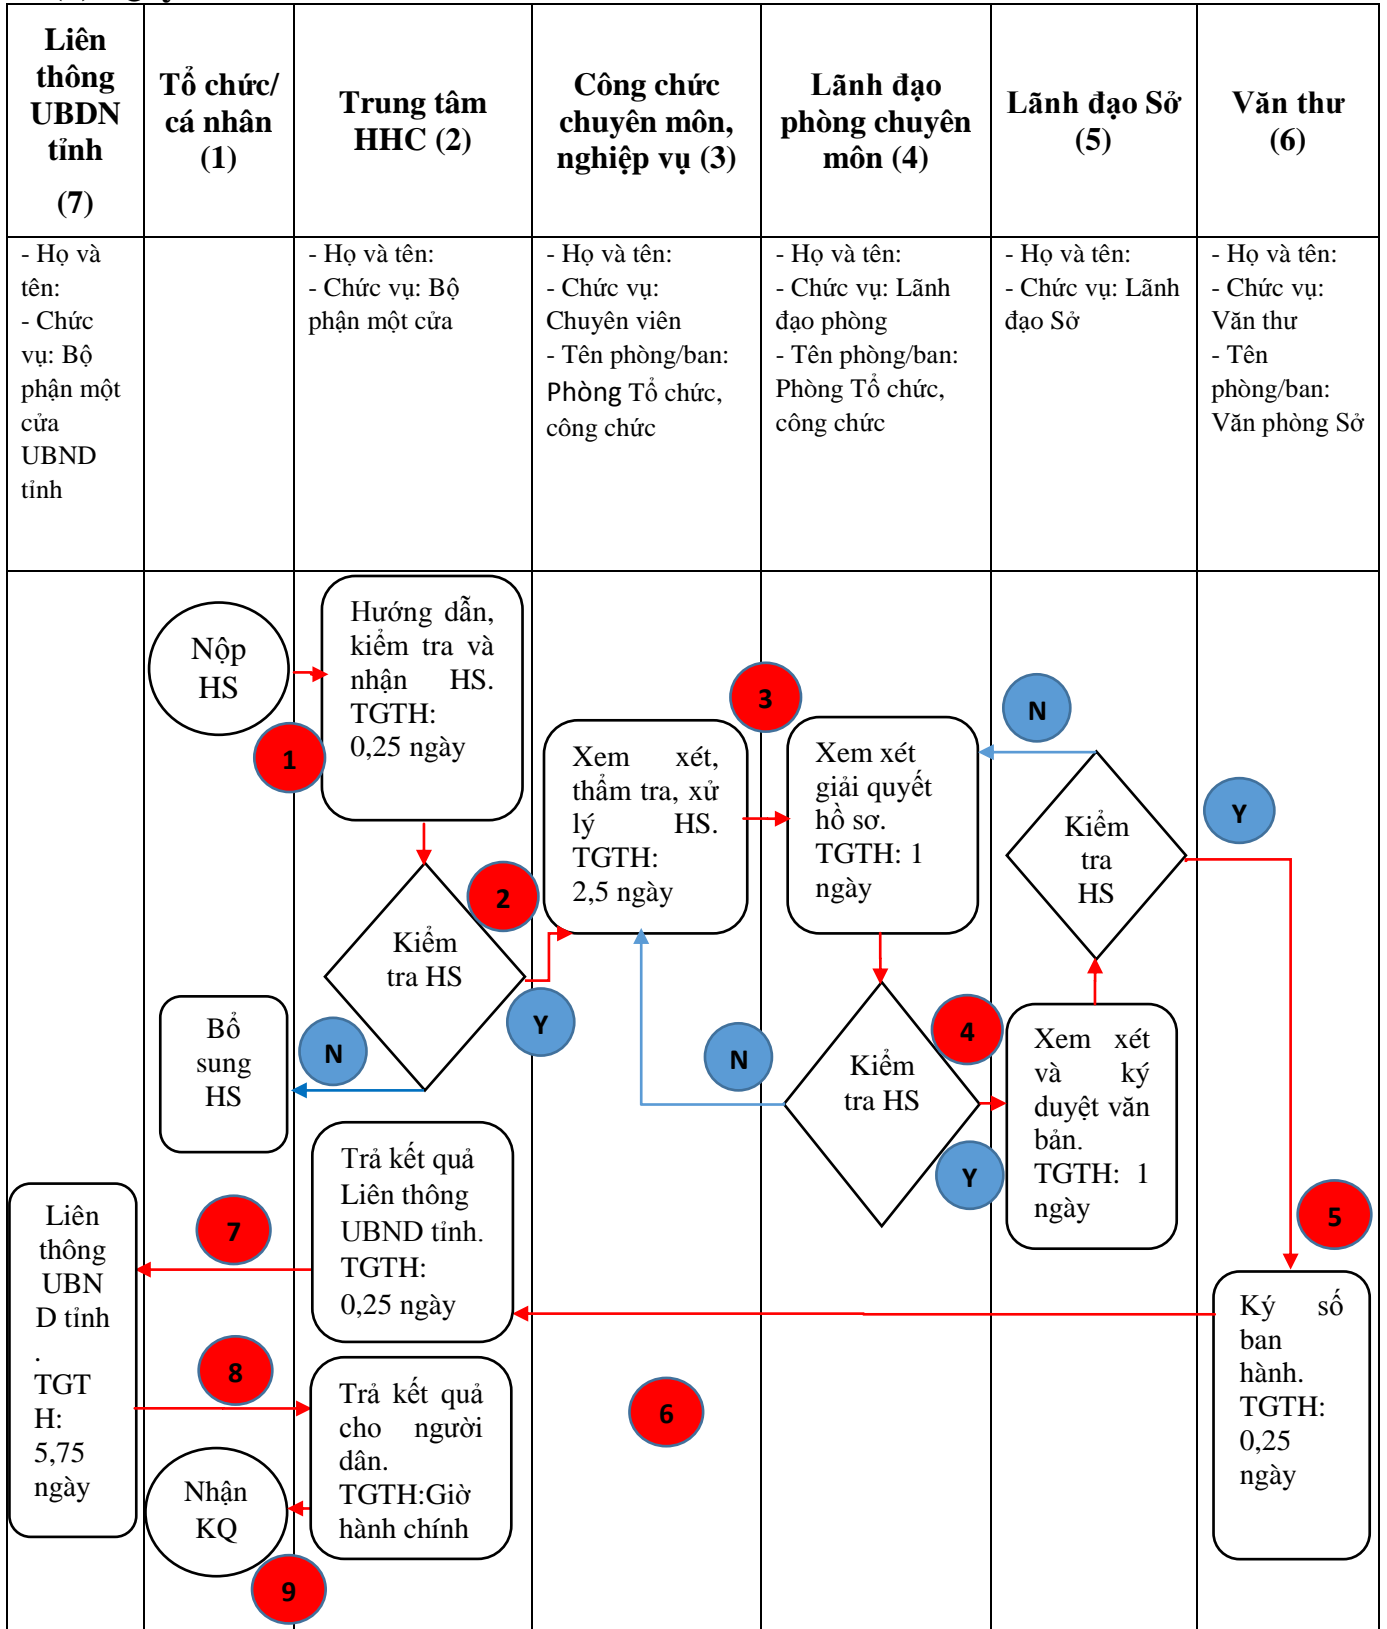 Liên
thông
UBDN
tỉnh
(7)
Tổ chức/
cá nhân
(1)
Trung tâm
HHC (2)
Công chức
chuyên môn,
nghiệp vụ (3)
Lãnh đạo
phòng chuyên
môn (4)
Lãnh đạo Sở
(5)
Văn thư
(6)
- Họ và
tên:
- Chức
vụ: Bộ
phận một
cửa
UBND
tỉnh
- Họ và tên:
- Chức vụ: Bộ
phận một cửa
- Họ và tên:
- Chức vụ:
Chuyên viên
- Tên phòng/ban:
Phòng Tổ chức,
công chức
- Họ và tên:
- Chức vụ: Lãnh
đạo phòng
- Tên phòng/ban:
Phòng Tổ chức,
công chức
- Họ và tên:
- Chức vụ: Lãnh
đạo Sở
- Họ và tên:
- Chức vụ:
Văn thư
- Tên
phòng/ban:
Văn phòng Sở
Nộp
HS
1
Hướng dẫn,
kiểm tra và
nhận HS.
TGTH:
0,25 ngày
Kiểm
tra HS
2
Y
N
Bổ
sung
HS
Xem xét,
thẩm tra, xử
lý HS.
TGTH:
2,5 ngày
3
Xem xét
giải quyết
hồ sơ.
TGTH: 1
ngày
Kiểm
tra HS
N
4
Y
Xem xét
và ký
duyệt văn
bản.
TGTH: 1
ngày
Kiểm
tra
HS
N
Y
5
Ký số
ban
hành.
TGTH:
0,25
ngày
6
Trả kết quả
Liên thông
UBND tỉnh.
TGTH:
0,25 ngày
7
Liên
thông
UBN
D tỉnh
.
TGT
H:
5,75
ngày
8
Trả kết quả
cho người
dân.
TGTH:Giờ
hành chính
Nhận
KQ
9